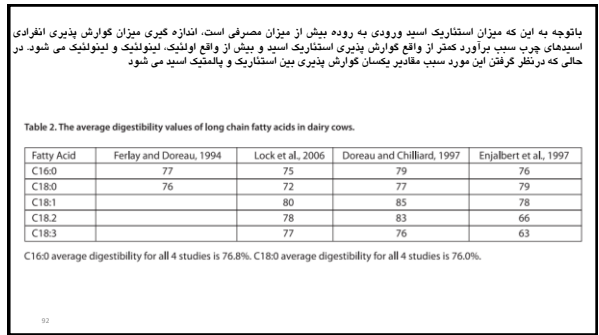 باتوجه به این که میزان استئاریک اسید ورودی به روده بیش از میزان مصرفی است، اندازه گیری میزان گوارش پذیری انفرادی
اسیدهای چرب سبب برآورد کمتر از واقع گوارش پذیری استئاریک اسید و بیش از واقع اولئیک، لینولئیک و لینولئیک می شود. در
حالی که درنظر گرفتن این مورد سبب مقادیر یکسان گوارش پذیری بین استئاریک و پالمتیک اسید می شود
Table 2. The average digestibility values of long chain fatty acids in dairy cows.
Fatty Acid Ferlay and Doreau, 1994 Lock et al., 2006 Doreau and Chilliard, 1997 Enjalbert et al., 1997
C16:0 77 75 79 76
C18:0 76 72 77 79
C18:1 80 85 78
C18.2 78 83 66
C18:3 77 76 63
C16:0 average digestibility for all 4 studies is 76.8%. C18:0 average digestibility for all 4 studies is 76.0%.
92